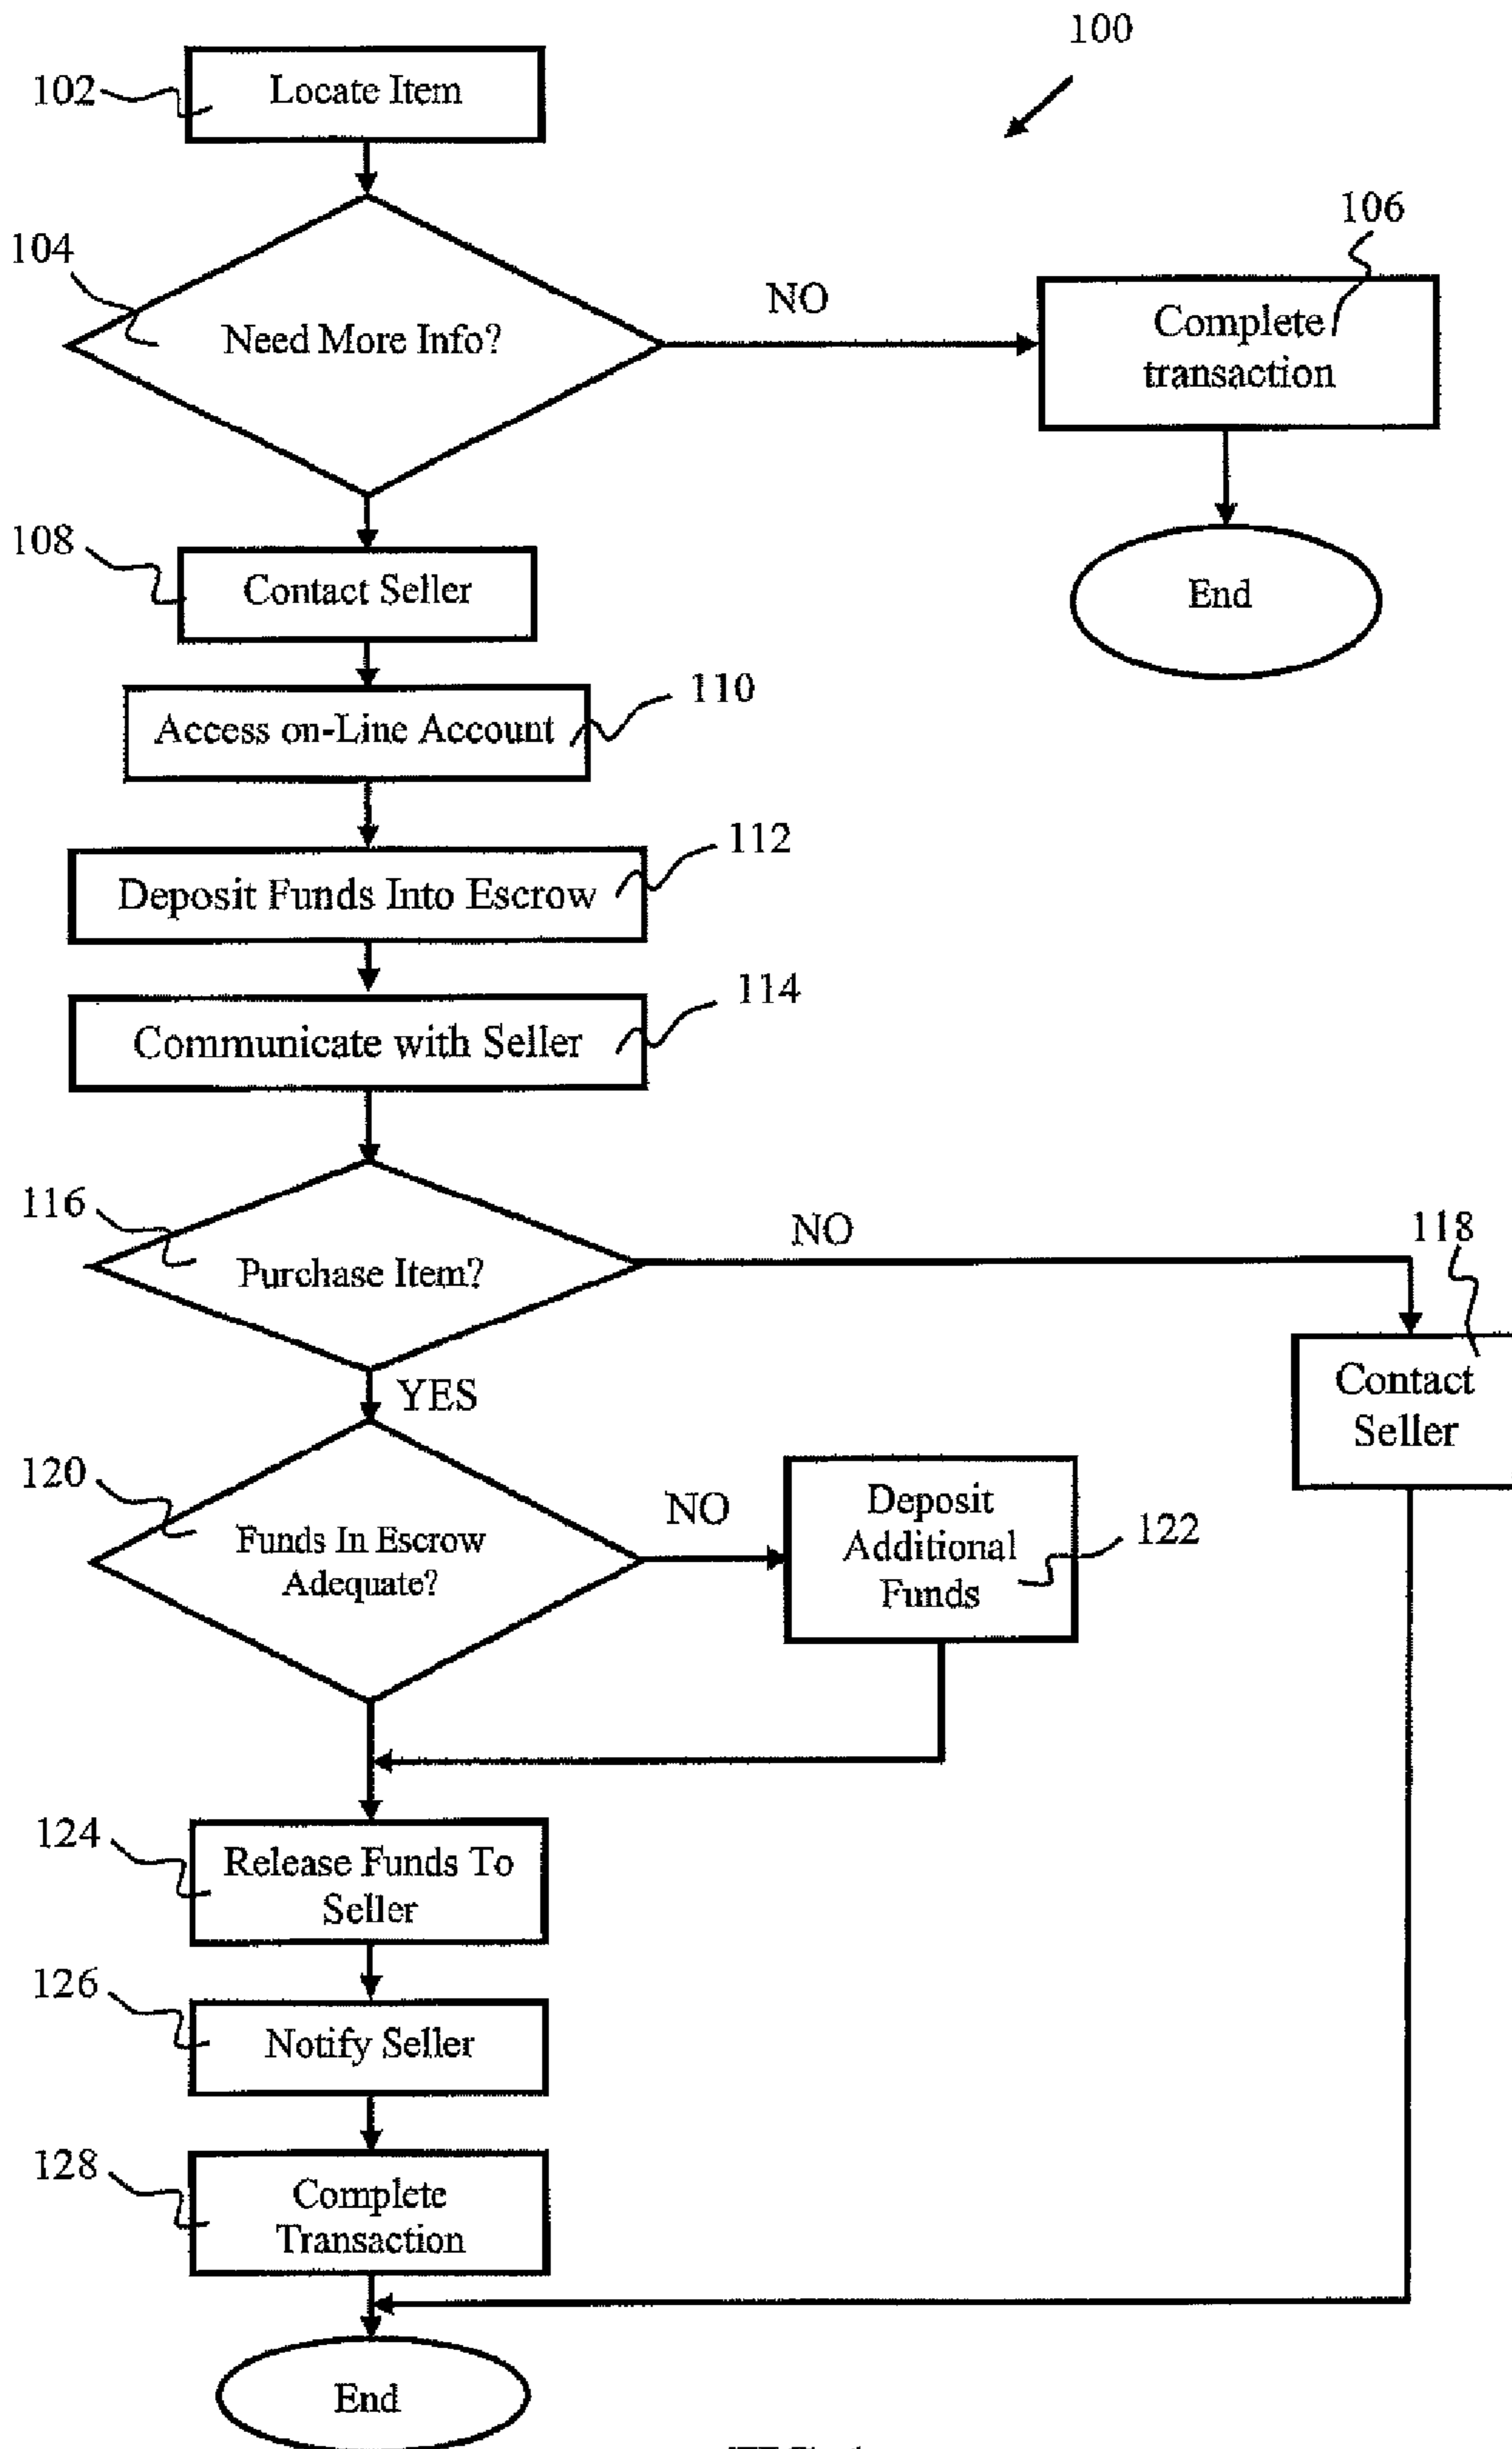 100
102
Locate Item
104
Need More Info?
NO
106
Complete
transaction
End
108
Contact Seller
110
Access on-Line Account
112
Deposit Funds Into Escrow
114
Communicate with Seller
116
Purchase Item?
NO
118
Contact
Seller
YES
120
Funds In Escrow
Adequate?
NO
Deposit
Additional
Funds
122
124
Release Funds To
Seller
126
Notify Seller
128
Complete
Transaction
End